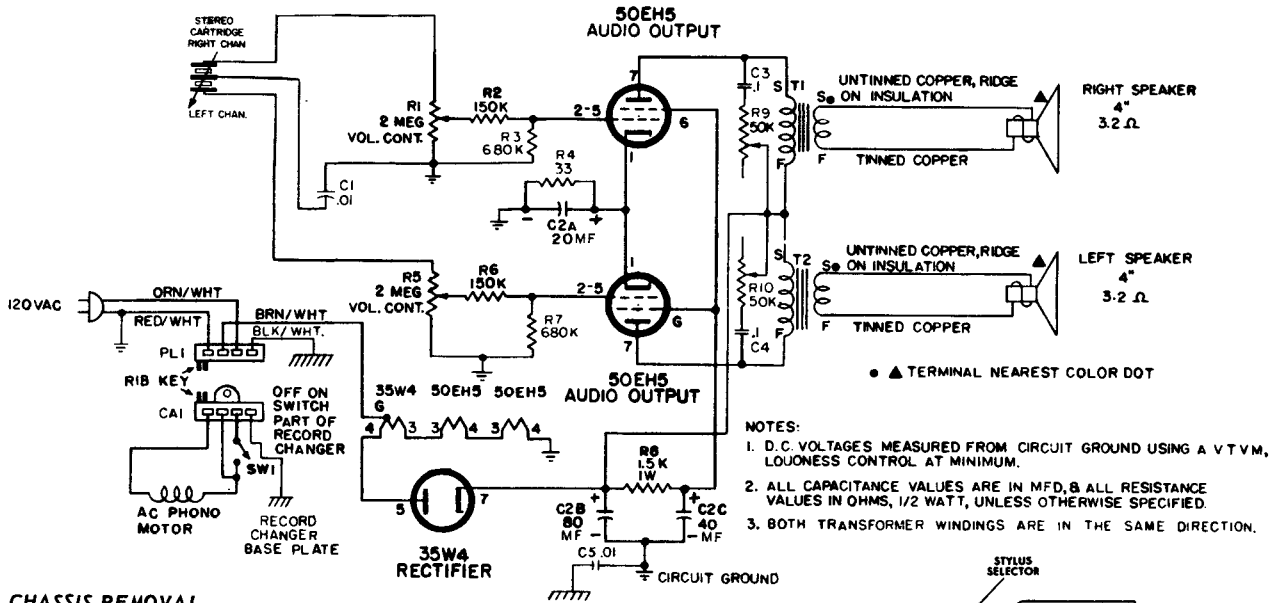 50EH5
AUDIO OUTPUT
STEREO
CARTRIDGE
RIGHT CHAN
LEFT CHAN.
R1
2 MEG
VOL. CONT.
R2
150K
R3
680K
C1
.01
2-5
7
6
1
R4
33
C2A
20MF
C3
.1
R9
50K
S T1
F
S
F
UNTINNED COPPER, RIDGE
ON INSULATION
TINNED COPPER
RIGHT SPEAKER
4"
3.2 Ω
R5
2 MEG
VOL. CONT.
R6
150K
R7
680K
1
2-5
G
7
50EH5
AUDIO OUTPUT
R10
50K
.1
C4
S T2
F
S
F
UNTINNED COPPER, RIDGE
ON INSULATION
TINNED COPPER
LEFT SPEAKER
4"
3.2 Ω
● ▲ TERMINAL NEAREST COLOR DOT
120VAC
ORN/WHT
RED/WHT
BRN/WHT
BLK/WHT.
PL1
RIB KEY
CA1
OFF ON
SWITCH
PART OF
RECORD
CHANGER
SW1
AC PHONO
MOTOR
RECORD
CHANGER
BASE PLATE
35W4 50EH5 50EH5
G
4 3 3 4 3 4
5
7
35W4
RECTIFIER
R8
1.5K
1W
+
C2B
80
MF
-
+
C2C
40
MF
-
C5 .01
CIRCUIT GROUND
NOTES:
1. D.C. VOLTAGES MEASURED FROM CIRCUIT GROUND USING A VTVM,
LOUDNESS CONTROL AT MINIMUM.
2. ALL CAPACITANCE VALUES ARE IN MFD, & ALL RESISTANCE
VALUES IN OHMS, 1/2 WATT, UNLESS OTHERWISE SPECIFIED.
3. BOTH TRANSFORMER WINDINGS ARE IN THE SAME DIRECTION.
STYLUS
SELECTOR
CHASSIS REMOVAL